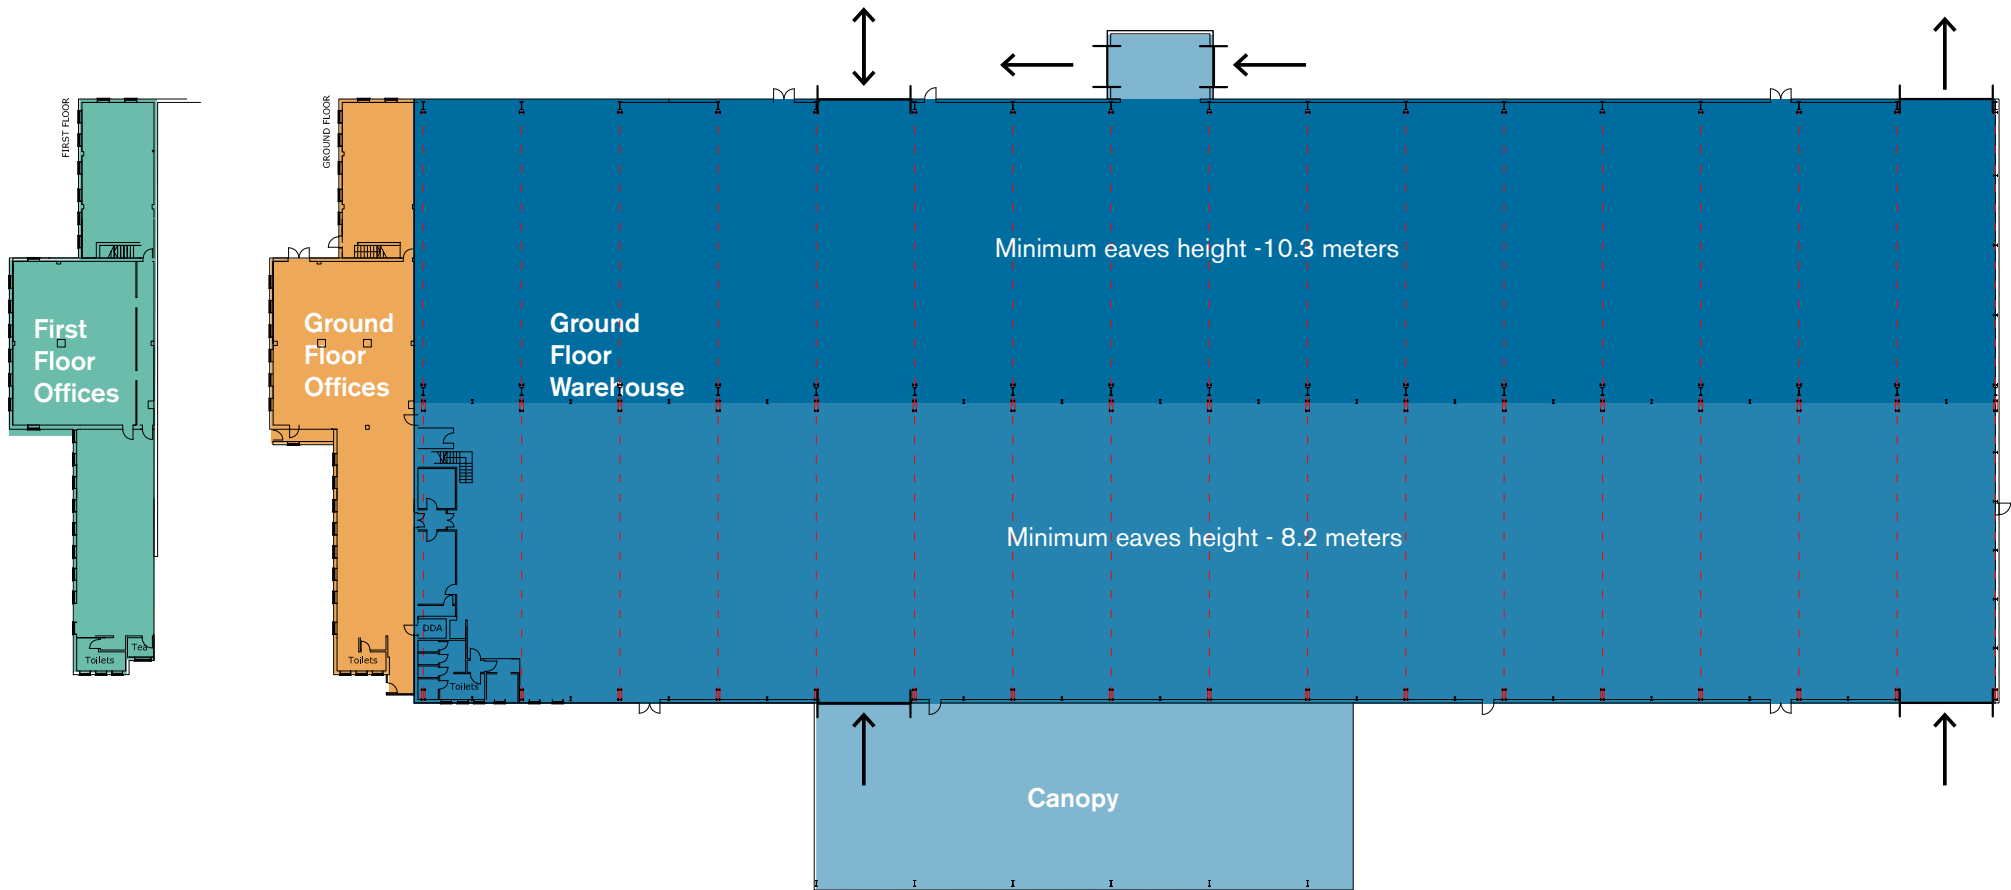 FIRST FLOOR
GROUND FLOOR
Minimum eaves height -10.3 meters
First
Floor
Offices
Ground
Floor
Offices
Ground
Floor
Warehouse
Minimum eaves height - 8.2 meters
DDA
Toilets
Tea
Toilets
Toilets
Canopy